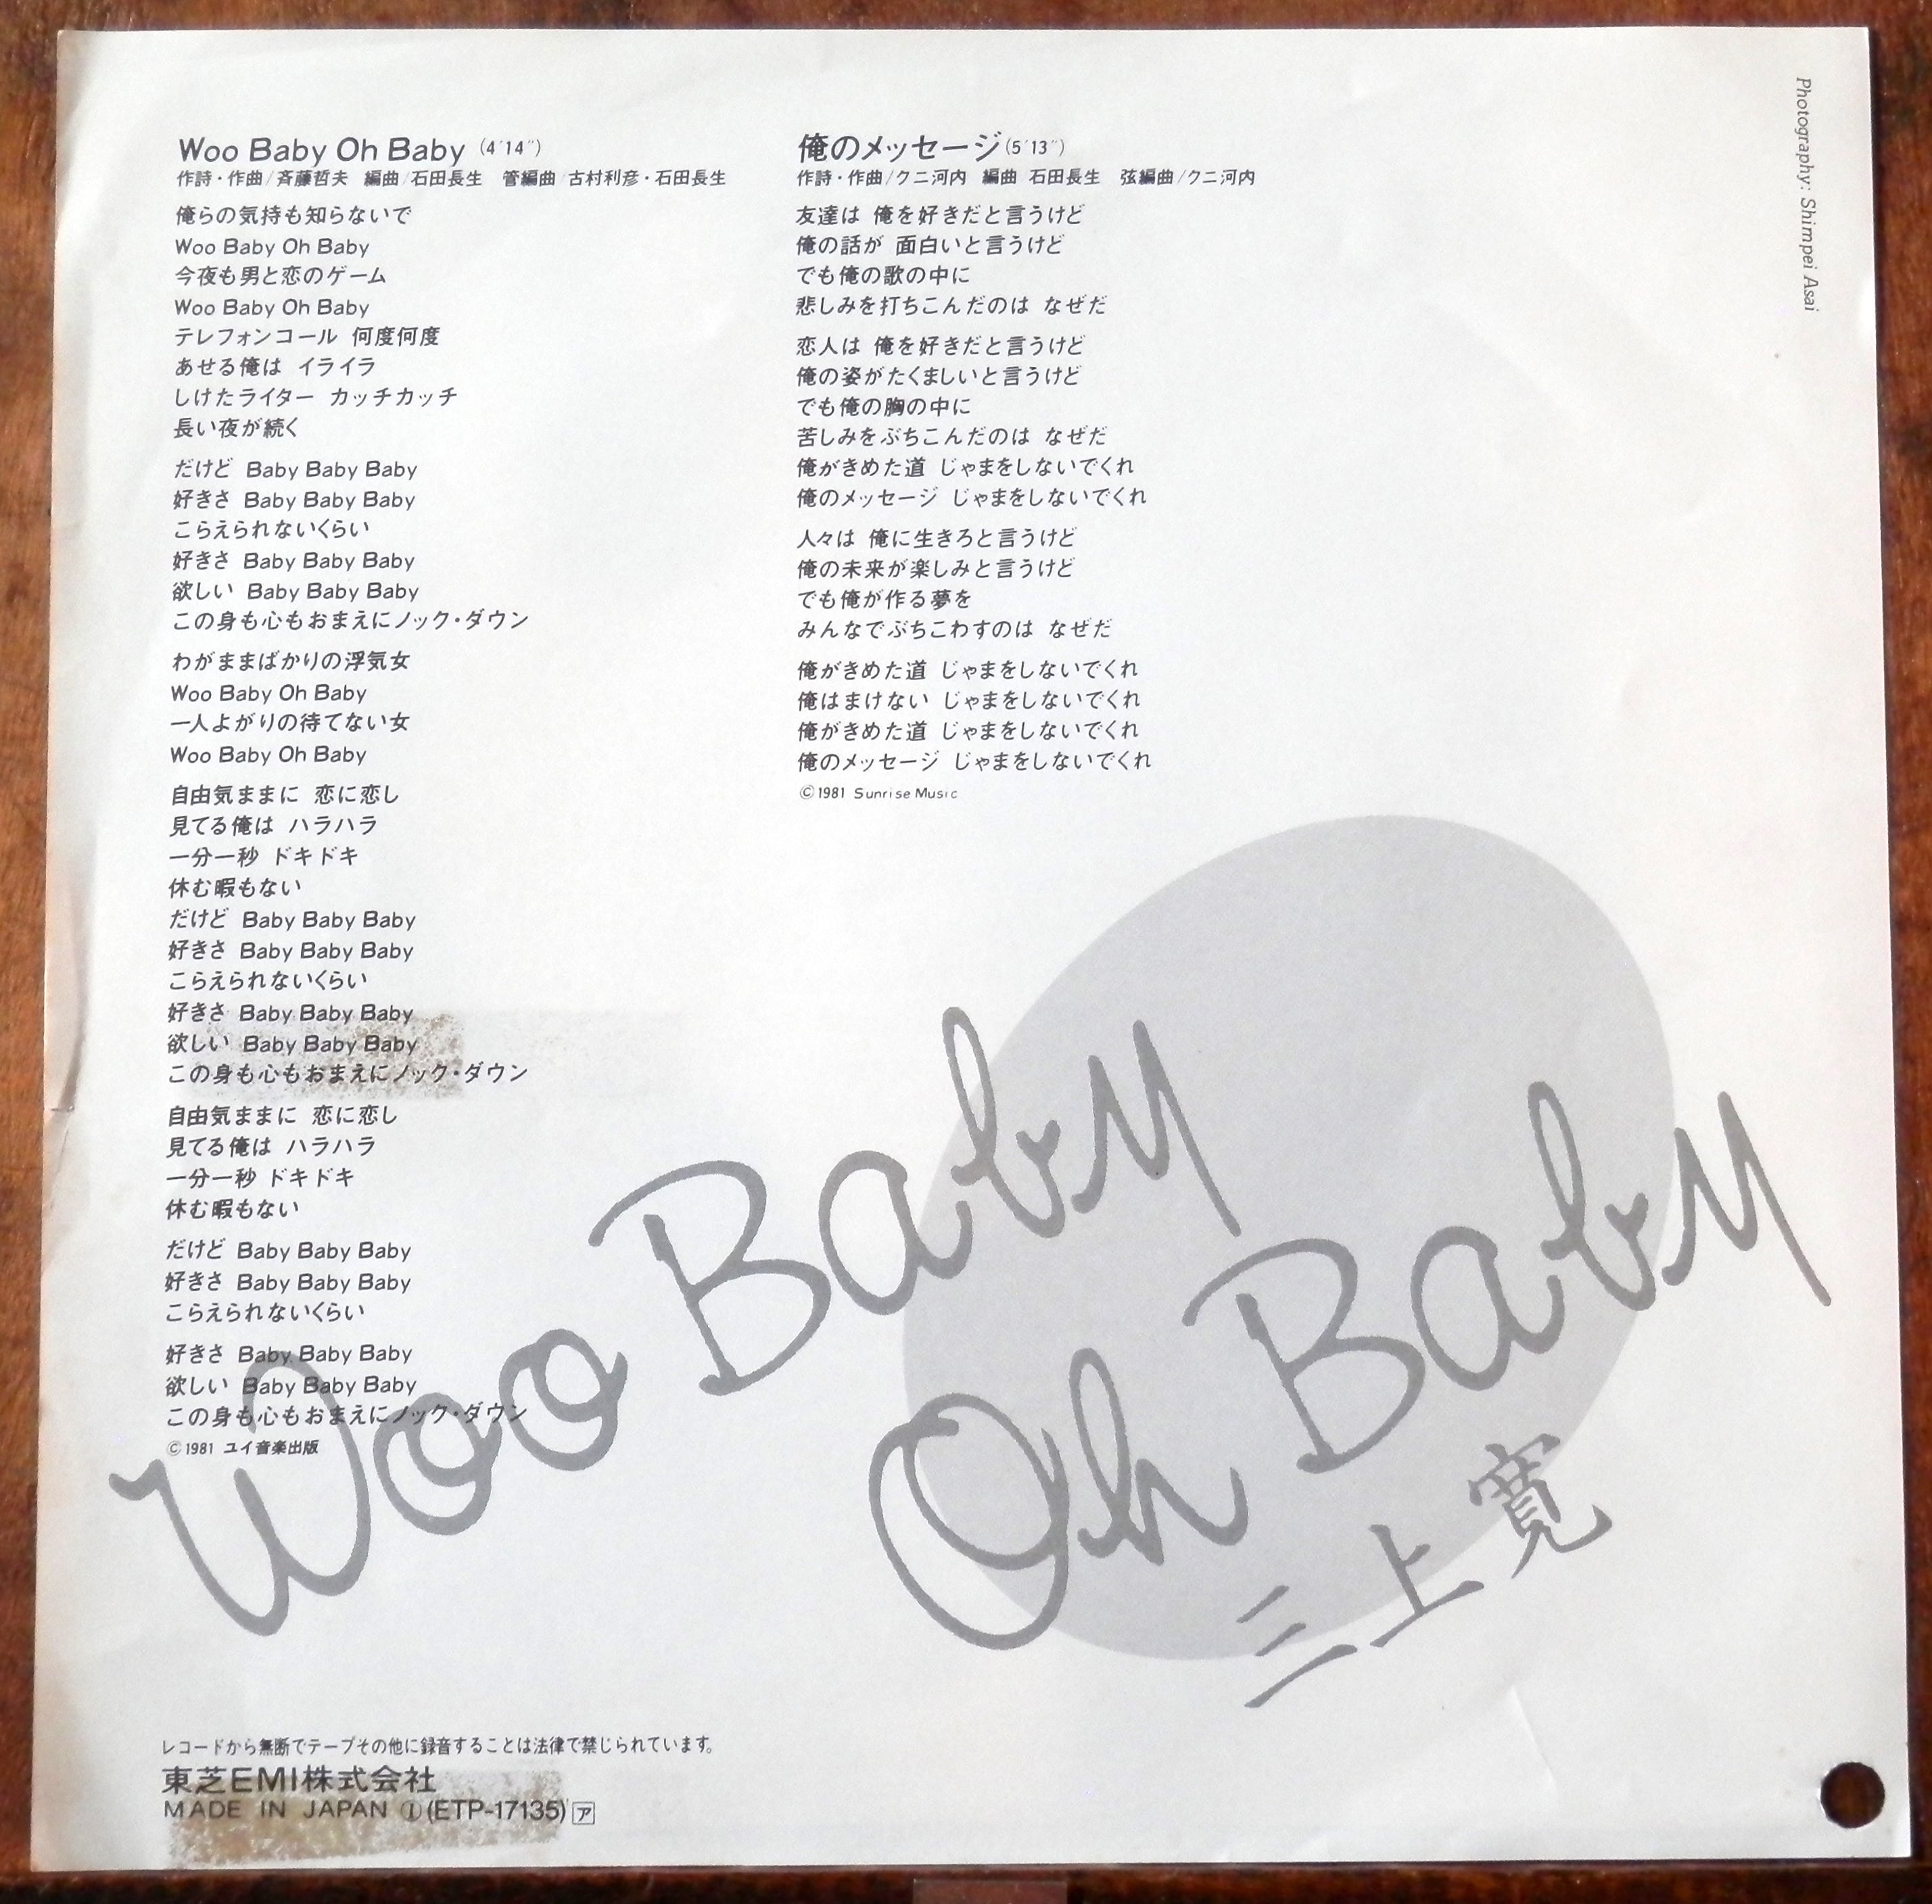 Woo Baby Oh Baby (4′14″)
作詩・作曲/斉藤哲夫 編曲/石田長生 管編曲/古村利彦・石田長生
俺らの気持も知らないで
Woo Baby Oh Baby
今夜も男と恋のゲーム
Woo Baby Oh Baby
テレフォンコール 何度何度
あせる俺は イライラ
しけたライター カッチカッチ
長い夜が続く
だけど Baby Baby Baby
好きさ Baby Baby Baby
こらえられないくらい
好きさ Baby Baby Baby
欲しい Baby Baby Baby
この身も心もおまえにノック・ダウン
わがままばかりの浮気女
Woo Baby Oh Baby
一人よがりの待てない女
Woo Baby Oh Baby
自由気ままに 恋に恋し
見てる俺は ハラハラ
一分一秒 ドキドキ
休む暇もない
だけど Baby Baby Baby
好きさ Baby Baby Baby
こらえられないくらい
好きさ Baby Baby Baby
欲しい Baby Baby Baby
この身も心もおまえにノック・ダウン
自由気ままに 恋に恋し
見てる俺は ハラハラ
一分一秒 ドキドキ
休む暇もない
だけど Baby Baby Baby
好きさ Baby Baby Baby
こらえられないくらい
好きさ Baby Baby Baby
欲しい Baby Baby Baby
この身も心もおまえにノック・ダウン
©1981 ユイ音楽出版
俺のメッセージ(5′13″)
作詩・作曲/クニ河内 編曲 石田長生 弦編曲/クニ河内
友達は 俺を好きだと言うけど
俺の話が 面白いと言うけど
でも俺の歌の中に
悲しみを打ちこんだのは なぜだ
恋人は 俺を好きだと言うけど
俺の姿がたくましいと言うけど
でも俺の胸の中に
苦しみをぶちこんだのは なぜだ
俺がきめた道 じゃまをしないでくれ
俺のメッセージ じゃまをしないでくれ
人々は 俺に生きろと言うけど
俺の未来が楽しみと言うけど
でも俺が作る夢を
みんなでぶちこわすのは なぜだ
俺がきめた道 じゃまをしないでくれ
俺はまけない じゃまをしないでくれ
俺がきめた道 じゃまをしないでくれ
俺のメッセージ じゃまをしないでくれ
©1981 Sunrise Music
Photography: Shimpei Asai
Woo Baby
Oh Baby
三上寛
レコードから無断でテープその他に録音することは法律で禁じられています。
東芝EMI株式会社
MADE IN JAPAN ① (ETP-17135) ア